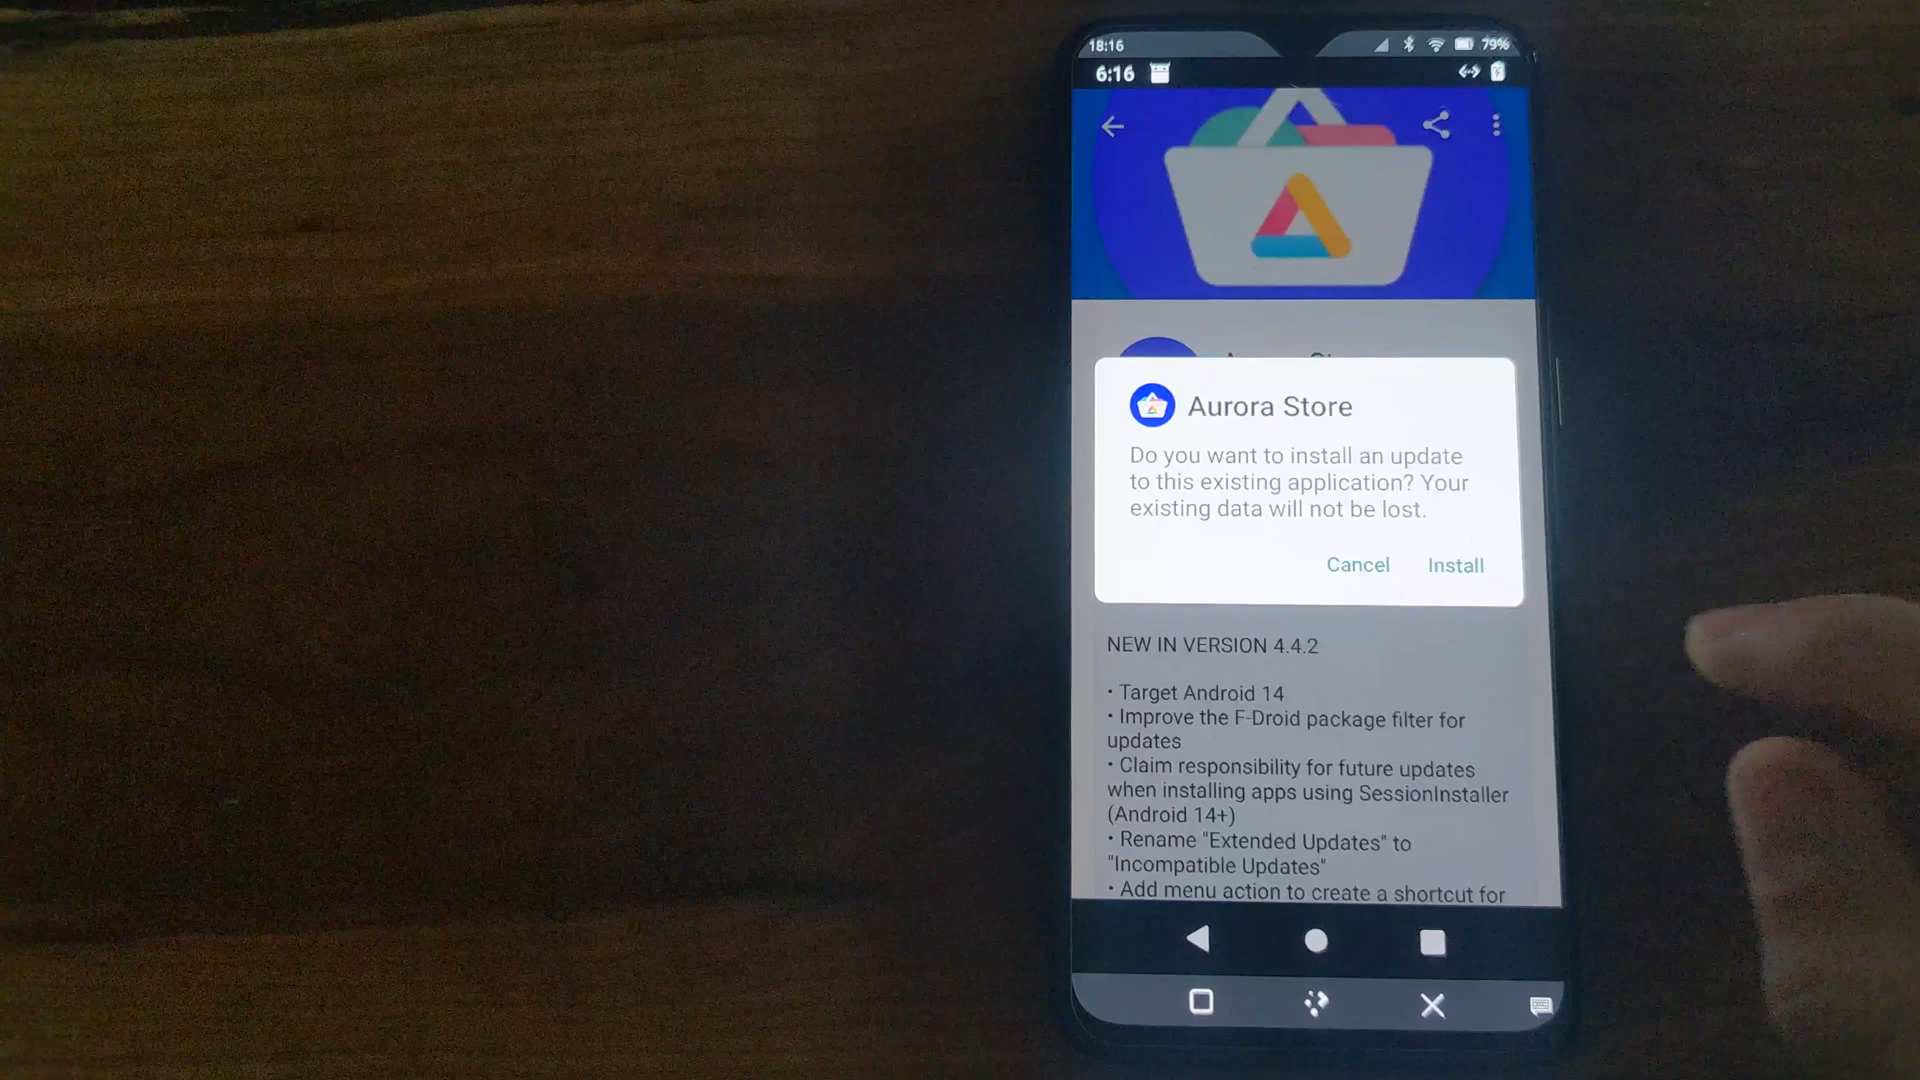 18:16
79%
6:16
Aurora Store
Do you want to install an update
to this existing application? Your
existing data will not be lost.
Cancel
Install
NEW IN VERSION 4.4.2
• Target Android 14
• Improve the F-Droid package filter for
updates
• Claim responsibility for future updates
when installing apps using SessionInstaller
(Android 14+)
• Rename "Extended Updates" to
"Incompatible Updates"
• Add menu action to create a shortcut for